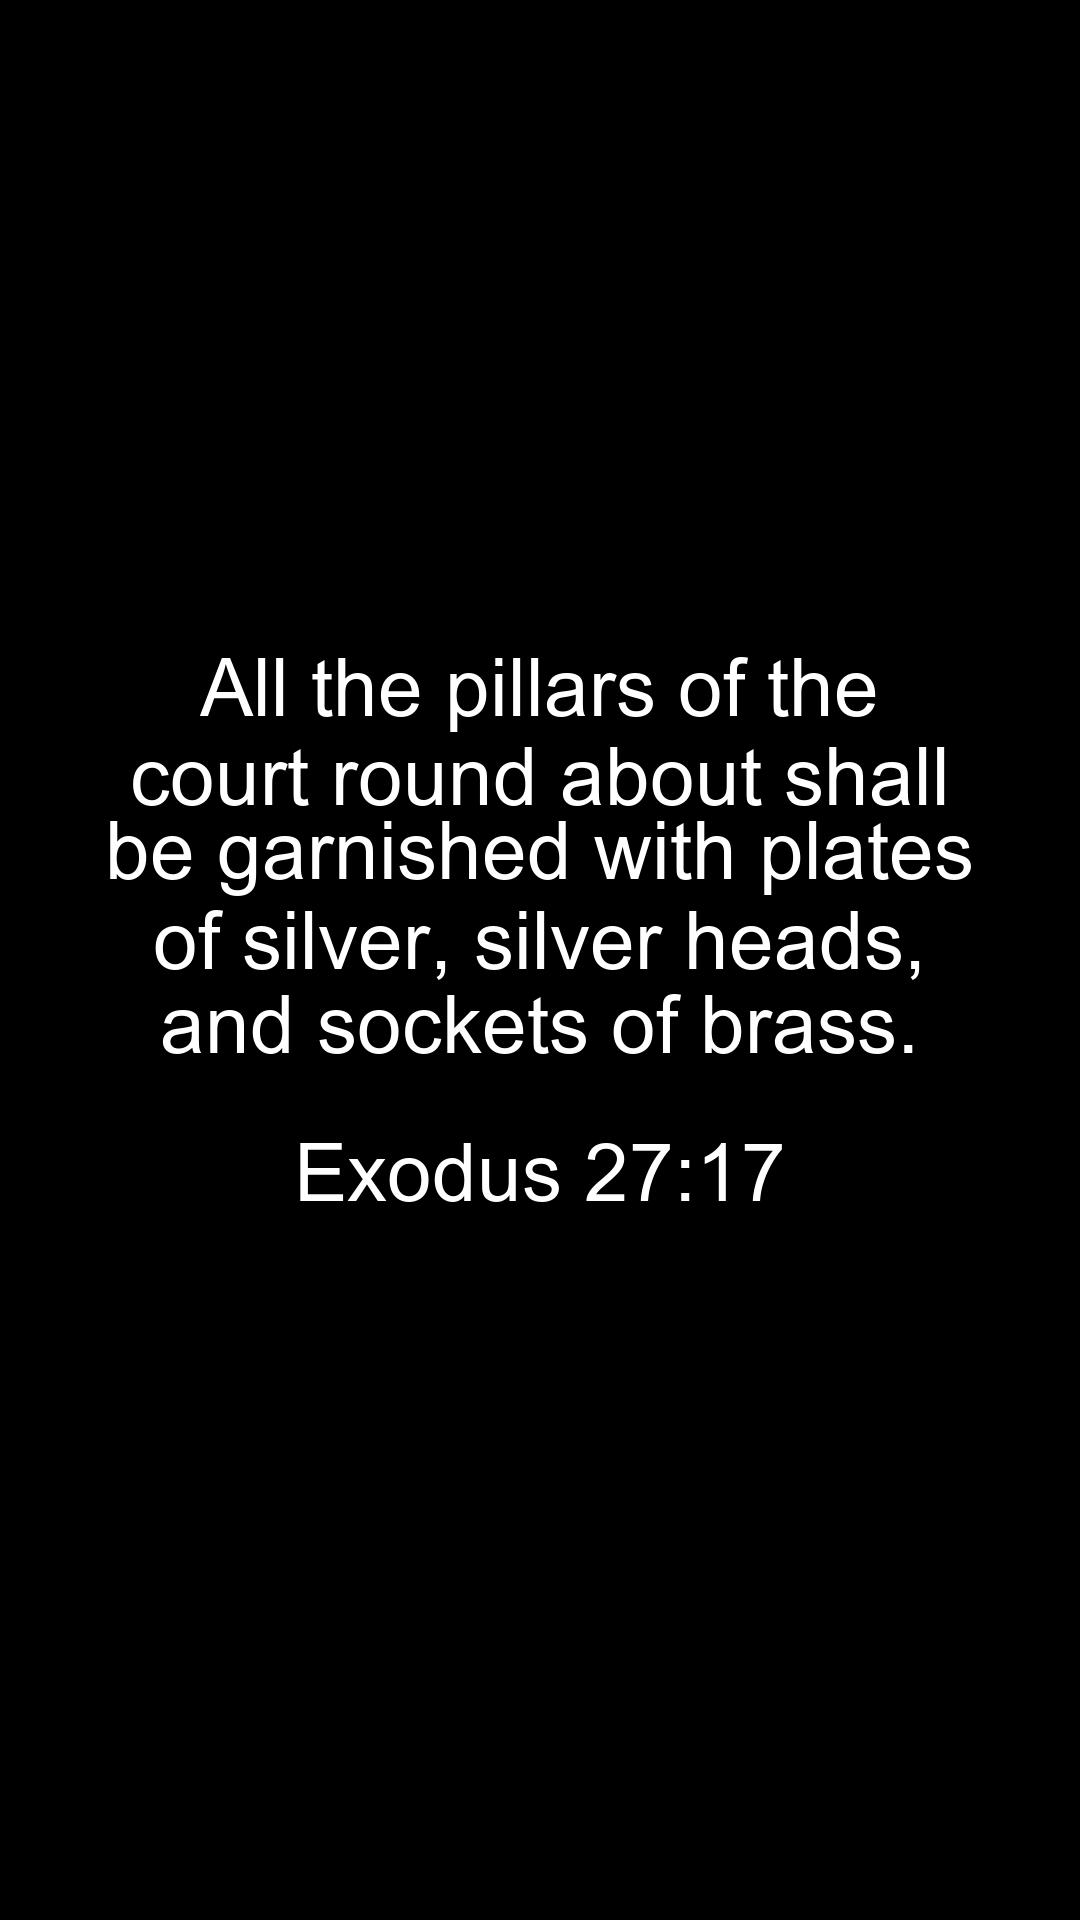 All the pillars of the
court round about shall
be garnished with plates
of silver, silver heads,
and sockets of brass.
Exodus 27:17